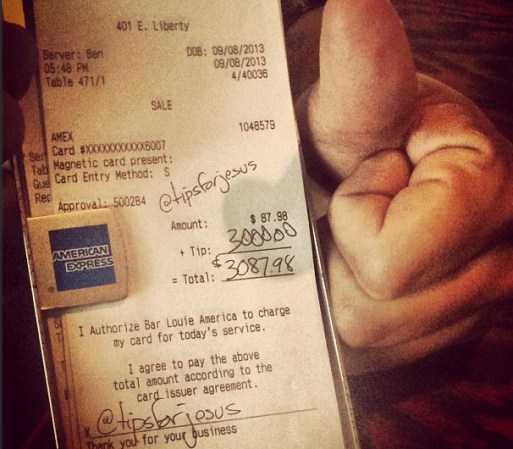 401 E. Liberty
Server: Ben
DOB: 09/08/2013
05:48 PM
09/08/2013
Table 471/1
4/40036
SALE
AMEX
1048579
Card #XXXXXXXXXXX6007
Magnetic card present:
Card Entry Method: S
Approval: 500284
@tipsforjesus
Amount: $ 87.98
+ Tip: 3000.00
= Total: $3087.98
AMERICAN
EXPRESS
I Authorize Bar Louie America to charge
my card for today's service.
I agree to pay the above
total amount according to the
card issuer agreement.
x @tipsforjesus
Thank you for your business